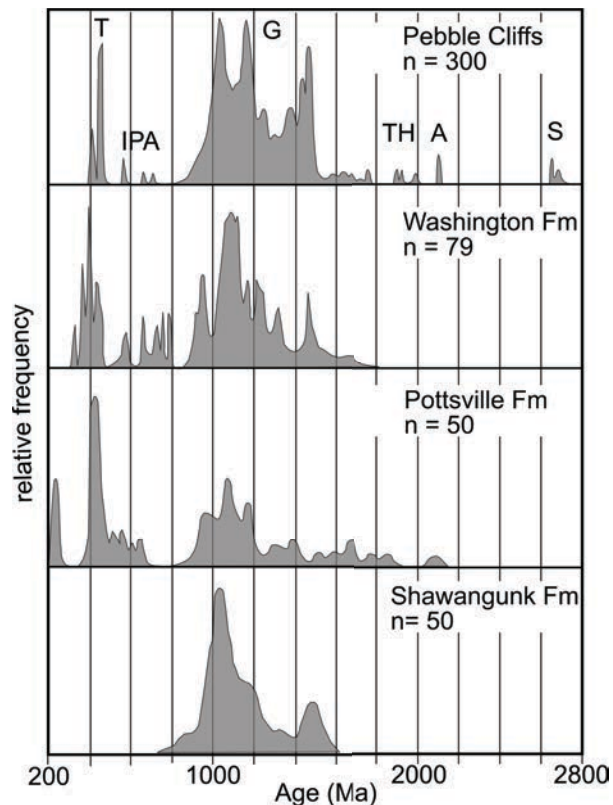 T
G
Pebble Cliffs
n = 300
IPA
TH
A
S
Washington Fm
n = 79
Pottsville Fm
n = 50
Shawangunk Fm
n= 50
relative frequency
200
1000
2000
2800
Age (Ma)